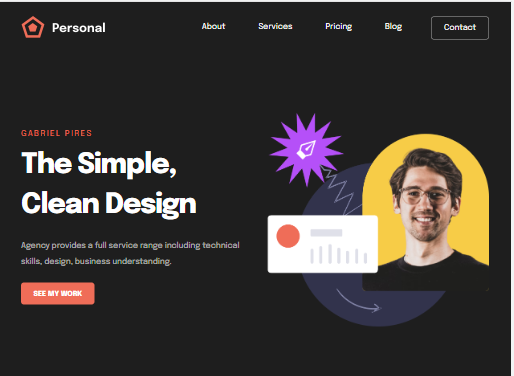 Personal
About
Services
Pricing
Blog
Contact
GABRIEL PIRES
The Simple,
Clean Design
Agency provides a full service range including technical
skills, design, business understanding.
SEE MY WORK